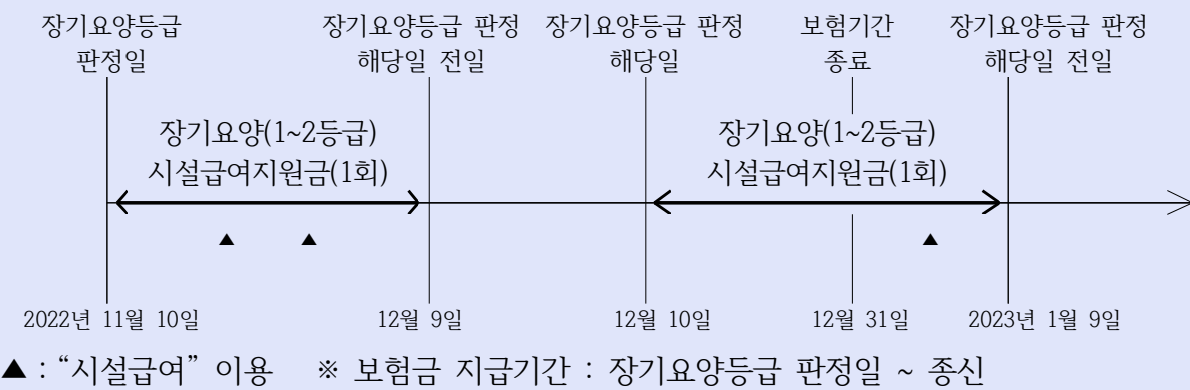 장기요양등급 장기요양등급 판정 장기요양등급 판정 보험기간 장기요양등급 판정
판정일 해당일 전일 해당일 종료 해당일 전일
장기요양(1~2등급) 장기요양(1~2등급)
시설급여지원금(1회) 시설급여지원금(1회)
2022년 11월 10일 12월 9일 12월 10일 12월 31일 2023년 1월 9일
▲ : “시설급여” 이용 ※ 보험금 지급기간 : 장기요양등급 판정일 ~ 종신